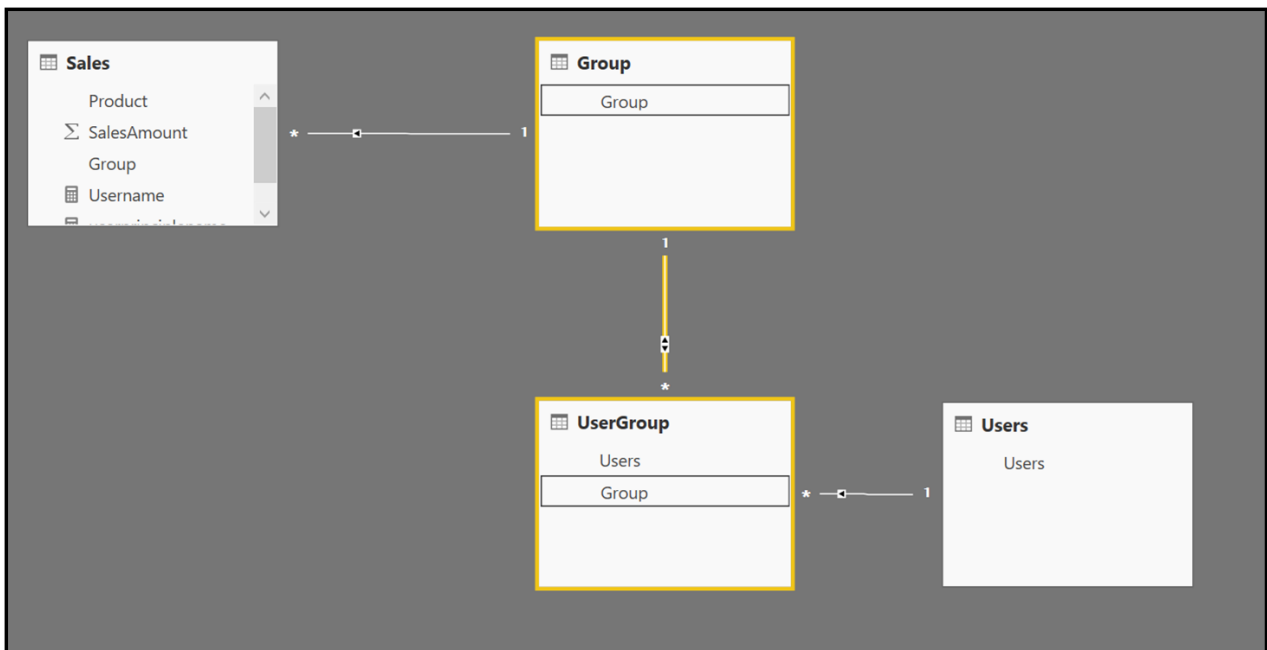 Sales
Product
SalesAmount
Group
Username
* 1
Group
Group
1
*
UserGroup
Users
Group
* 1
Users
Users